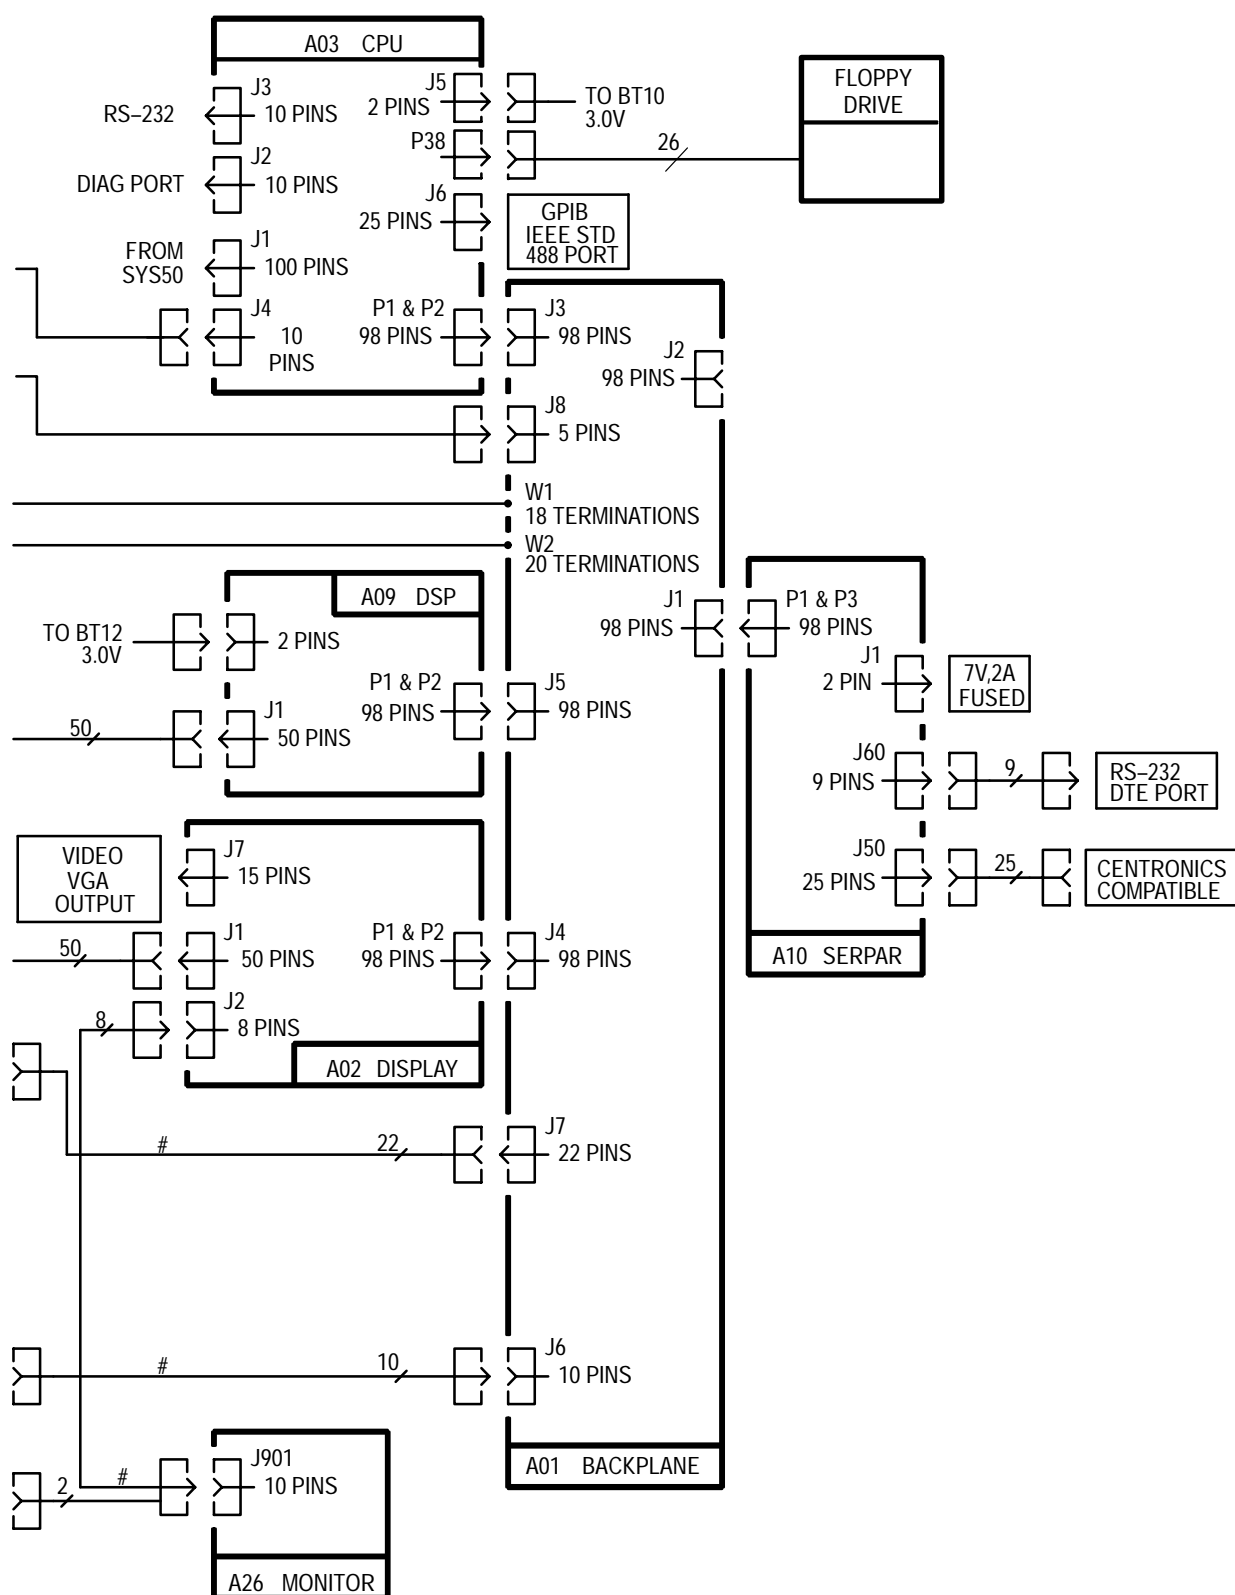 A03 CPU
J3
RS–232
10 PINS
J2
DIAG PORT
10 PINS
J1
FROM
SYS50
100 PINS
J4
10
PINS
J5
2 PINS
TO BT10
3.0V
P38
26
FLOPPY
DRIVE
J6
25 PINS
GPIB
IEEE STD
488 PORT
P1 & P2
98 PINS
J3
98 PINS
J2
98 PINS
J8
5 PINS
W1
18 TERMINATIONS
W2
20 TERMINATIONS
A09 DSP
TO BT12
3.0V
2 PINS
P1 & P2
98 PINS
J5
98 PINS
50
J1
50 PINS
J1
98 PINS
P1 & P3
98 PINS
J1
2 PIN
7V,2A
FUSED
J60
9 PINS
9
RS–232
DTE PORT
J50
25 PINS
25
CENTRONICS
COMPATIBLE
A10 SERPAR
VIDEO
VGA
OUTPUT
J7
15 PINS
50
J1
50 PINS
P1 & P2
98 PINS
J4
98 PINS
8
J2
8 PINS
A02 DISPLAY
#
22
J7
22 PINS
#
10
J6
10 PINS
A01 BACKPLANE
2
#
J901
10 PINS
A26 MONITOR